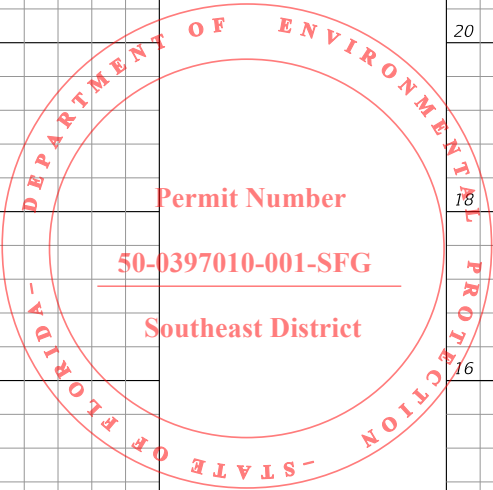 DEPARTMENT OF ENVIRONMENTAL PROTECTION
Permit Number
50-0397010-001-SFG
Southeast District
-STATE OF FLORIDA-
20
18
16